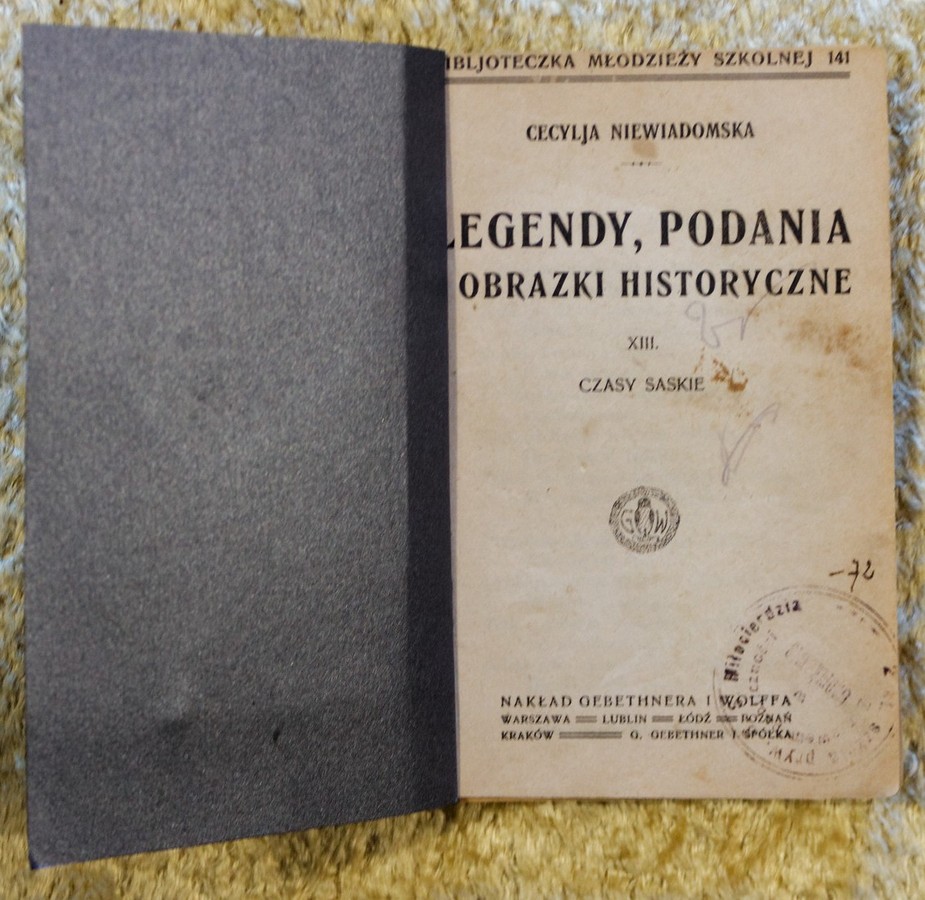 IBLJOTECZKA MŁODZIEŻY SZKOLNEJ 141
CECYLJA NIEWIADOMSKA
LEGENDY, PODANIA
OBRAZKI HISTORYCZNE
XIII.
CZASY SASKIE
G W
—72
Miłosierdzia
NAKŁAD GEBETHNERA I WOLFFA
WARSZAWA — LUBLIN — ŁÓDŹ — POZNAŃ
KRAKÓW — G. GEBETHNER I SPÓŁKA